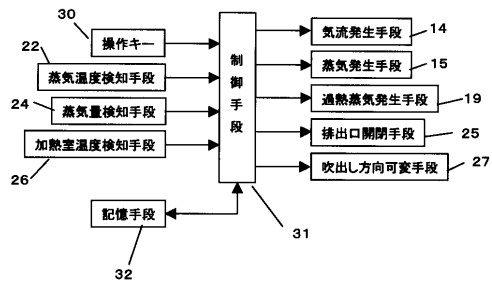 30
操作キー
22
蒸気温度検知手段
24
蒸気量検知手段
加熱室温度検知手段
26
記憶手段
32
制御手段
31
気流発生手段
14
蒸気発生手段
15
過熱蒸気発生手段
19
排出口開閉手段
25
吹出し方向可変手段
27